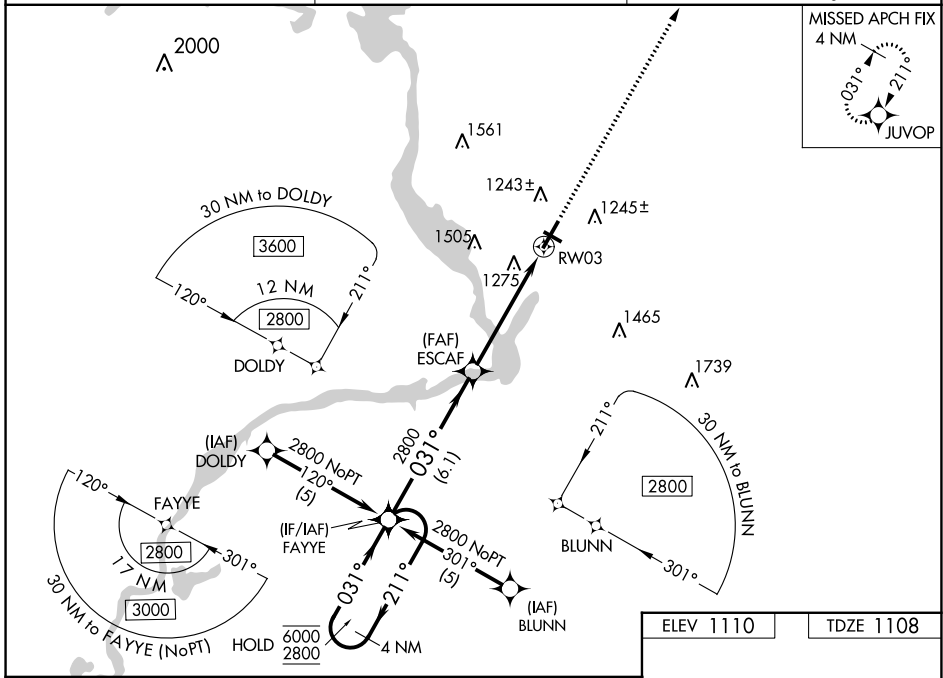 MISSED APCH FIX
4 NM
031°
211°
JUVOP
2000
1561
1243±
1245±
1505
1275
RW03
30 NM to DOLDY
3600
120°
12 NM
211°
2800
DOLDY
1465
1739
(FAF)
ESCAF
2800
031°
(6.1)
(IAF)
DOLDY
2800 NoPT
120°
(5)
211°
30 NM to BLUNN
2800
BLUNN
301°
120°
FAYYE
2800
301°
17 NM
3000
30 NM to FAYYE (NoPT)
(IF/IAF)
FAYYE
2800 NoPT
301°
(5)
(IAF)
BLUNN
031°
211°
HOLD
6000
2800
4 NM
ELEV 1110
TDZE 1108